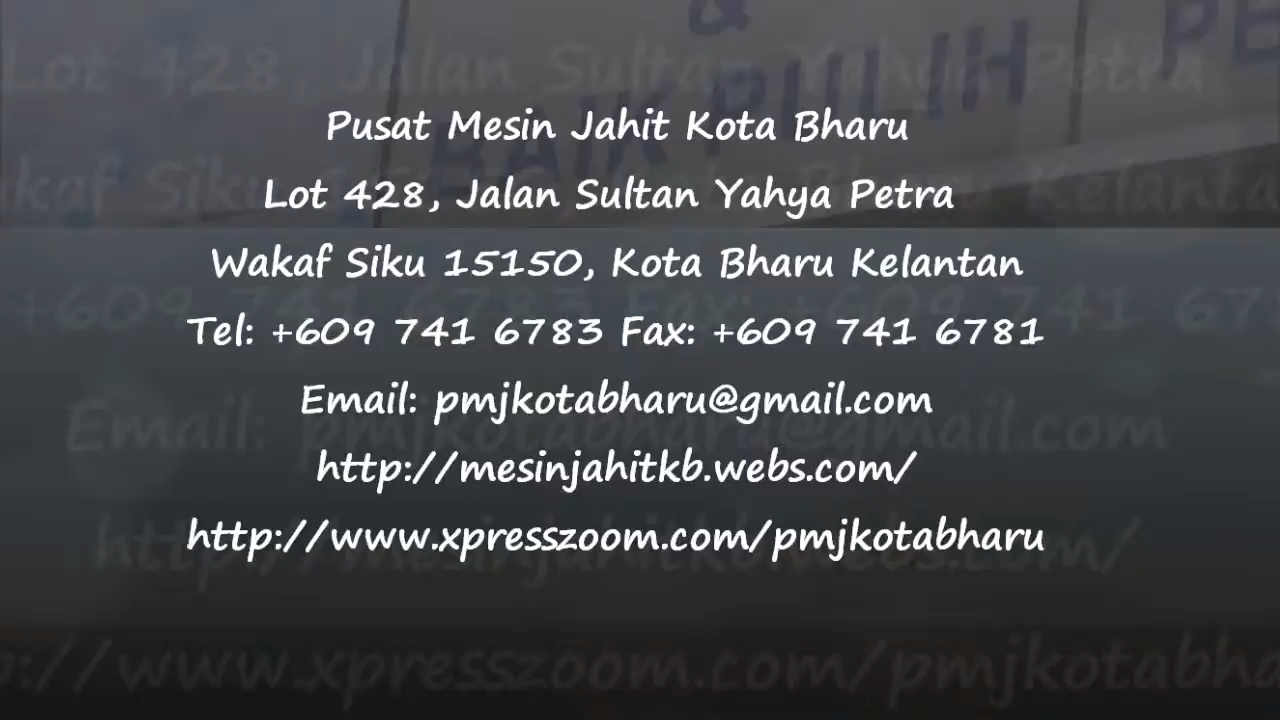 Pusat Mesin Jahit Kota Bharu
Lot 428, Jalan Sultan Yahya Petra
Wakaf Siku 15150, Kota Bharu Kelantan
Tel: +609 741 6783 Fax: +609 741 6781
Email: pmjkotabharu@gmail.com
http://mesinjahitkb.webs.com/
http://www.xpresszoom.com/pmjkotabharu